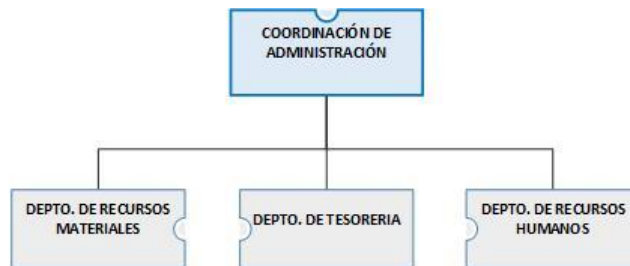 COORDINACIÓN DE
ADMINISTRACIÓN
DEPTO. DE RECURSOS
MATERIALES
DEPTO. DE TESORERIA
DEPTO. DE RECURSOS
HUMANOS